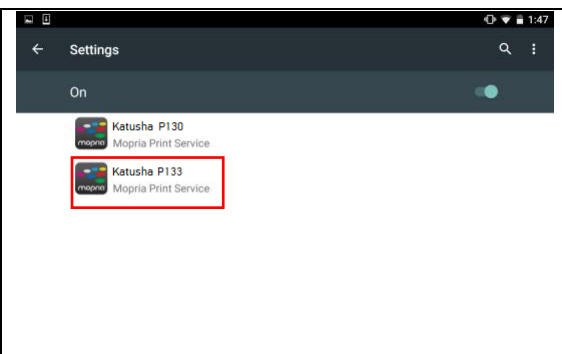 1:47
Settings
On
Katusha P130
mopria Mopria Print Service
Katusha P133
mopria Mopria Print Service